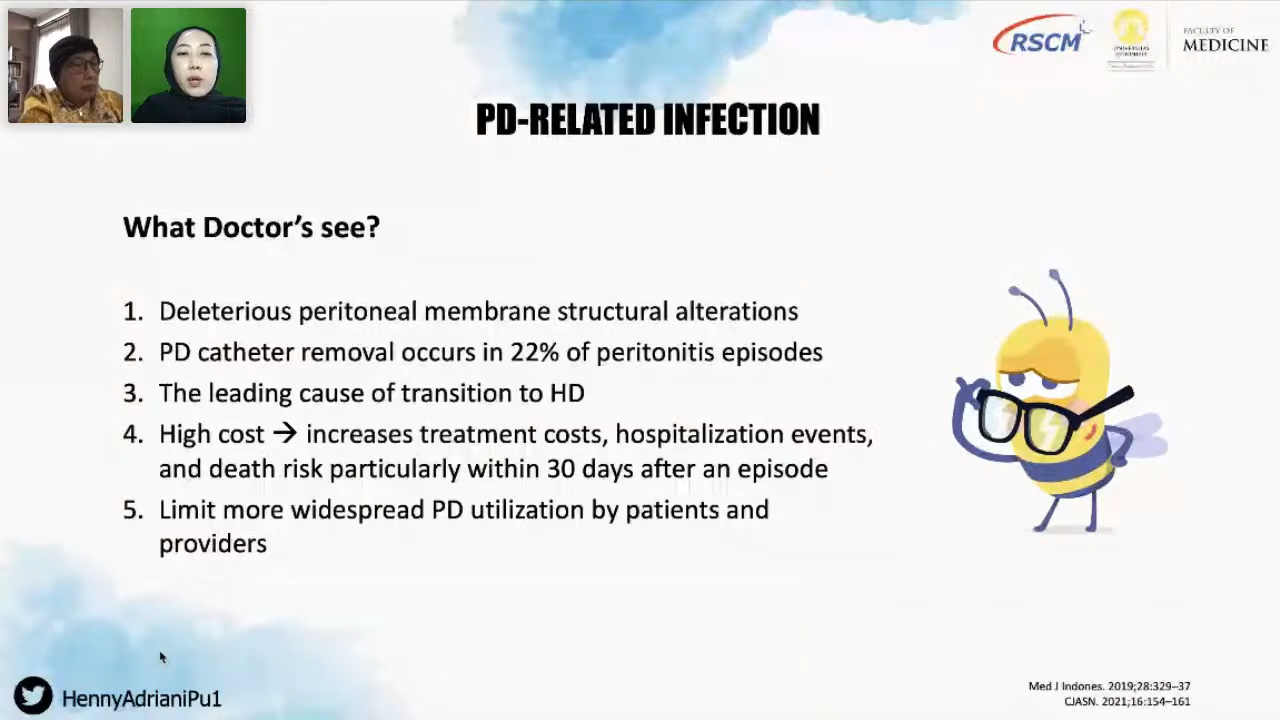 RSCM
UNIVERSITAS
INDONESIA
FACULTY OF
MEDICINE
PD-RELATED INFECTION
What Doctor's see?
1. Deleterious peritoneal membrane structural alterations
2. PD catheter removal occurs in 22% of peritonitis episodes
3. The leading cause of transition to HD
4. High cost → increases treatment costs, hospitalization events,
and death risk particularly within 30 days after an episode
5. Limit more widespread PD utilization by patients and
providers
HennyAdrianiPu1
Med J Indones. 2019;28:329–37
CJASN. 2021;16:154–161